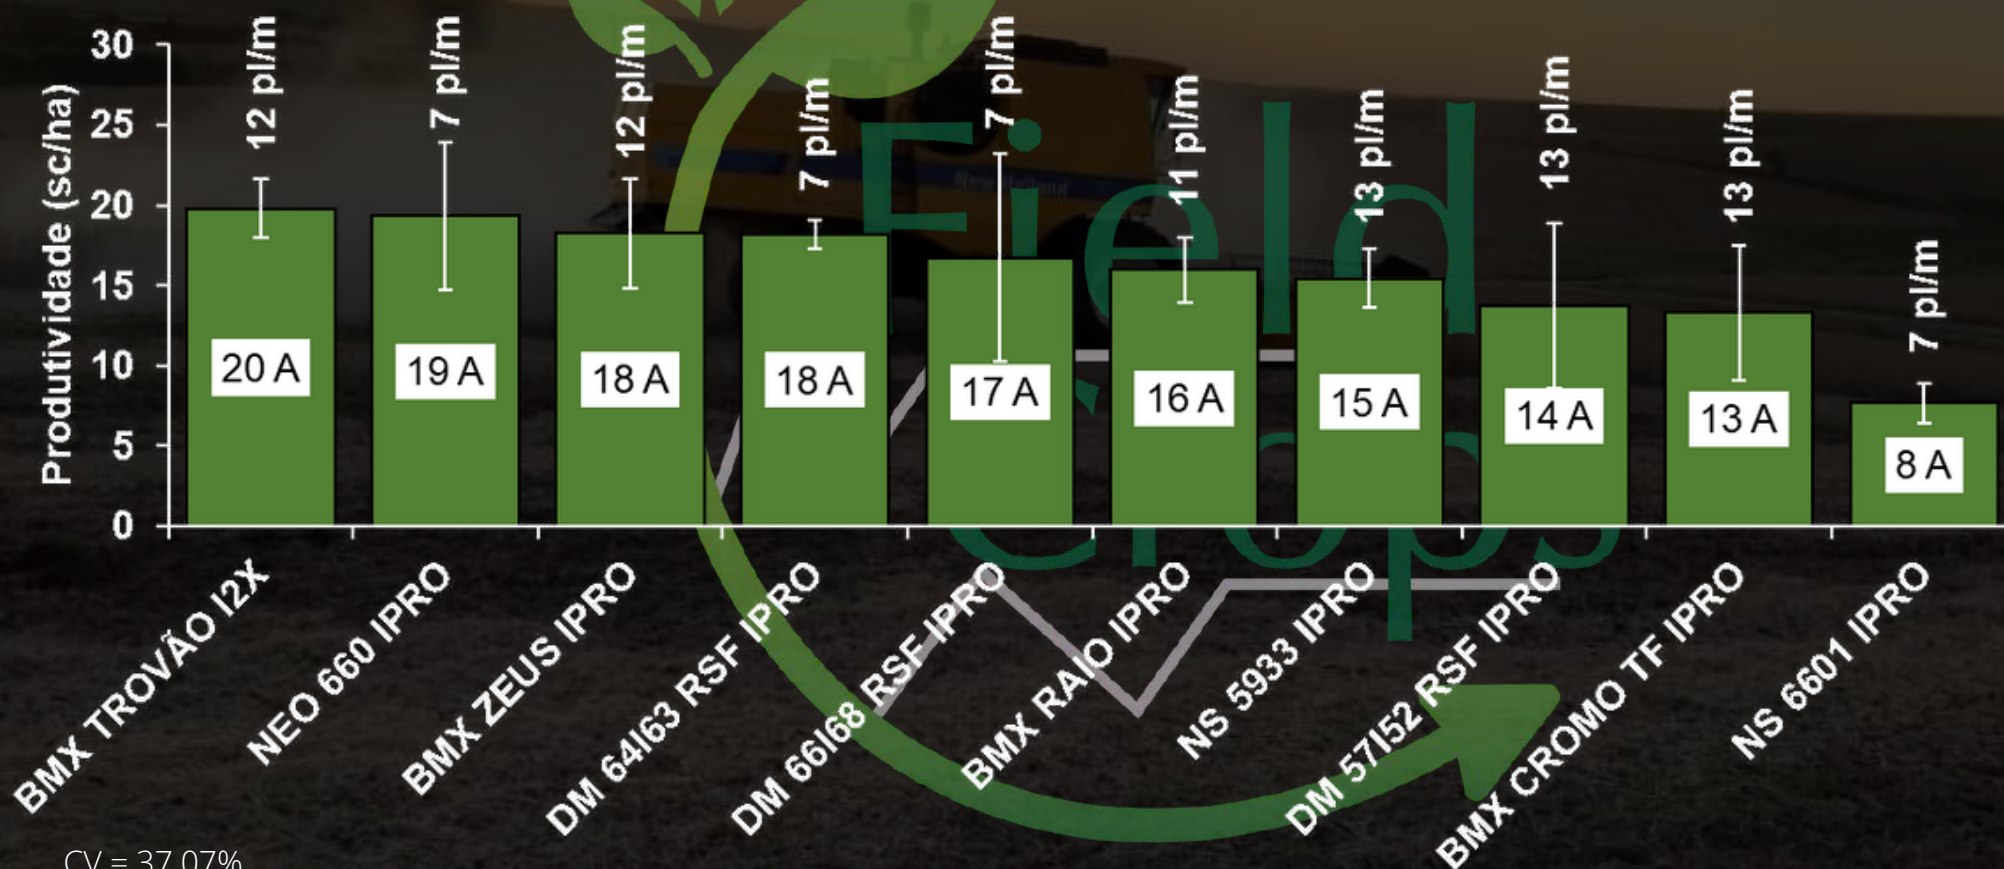 Produtividade (sc/ha)
30
25
20
15
10
5
0
12 pl/m
7 pl/m
12 pl/m
7 pl/m
7 pl/m
11 pl/m
13 pl/m
13 pl/m
13 pl/m
7 pl/m
20 A
19 A
18 A
18 A
17 A
16 A
15 A
14 A
13 A
8 A
BMX TROVÃO I2X
NEO 660 IPRO
BMX ZEUS IPRO
DM 64I63 RSF IPRO
DM 66I68 RSF IPRO
BMX RAIO IPRO
NS 5933 IPRO
DM 57I52 RSF IPRO
BMX CROMO TF IPRO
NS 6601 IPRO
Field
Crops
New Holland
CV = 37.07%